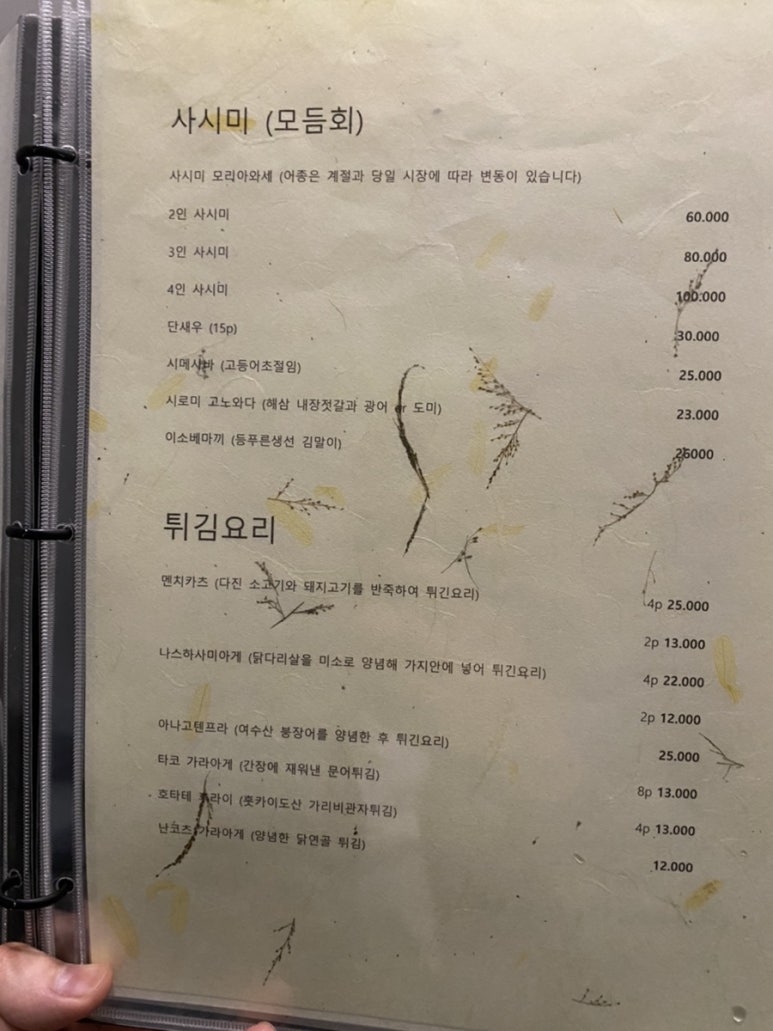 사시미 (모듬회)
사시미 모리아와세 (어종은 계절과 당일 시장에 따라 변동이 있습니다)
2인 사시미 60.000
3인 사시미 80.000
4인 사시미 100.000
단새우 (15p) 30.000
시메사바 (고등어초절임) 25.000
시로미 고노와다 (해삼 내장젓갈과 광어 or 도미) 23.000
이소베마끼 (등푸른생선 김말이) 26000
튀김요리
멘치카츠 (다진 소고기와 돼지고기를 반죽하여 튀긴요리) 4p 25.000
2p 13.000
나스하사미아게 (닭다리살을 미소로 양념해 가지안에 넣어 튀긴요리) 4p 22.000
2p 12.000
아나고텐프라 (여수산 붕장어를 양념한 후 튀긴요리) 25.000
타코 가라아게 (간장에 재워낸 문어튀김) 8p 13.000
호타테 후라이 (홋카이도산 가리비관자튀김) 4p 13.000
난코츠 가라아게 (양념한 닭연골 튀김) 12.000